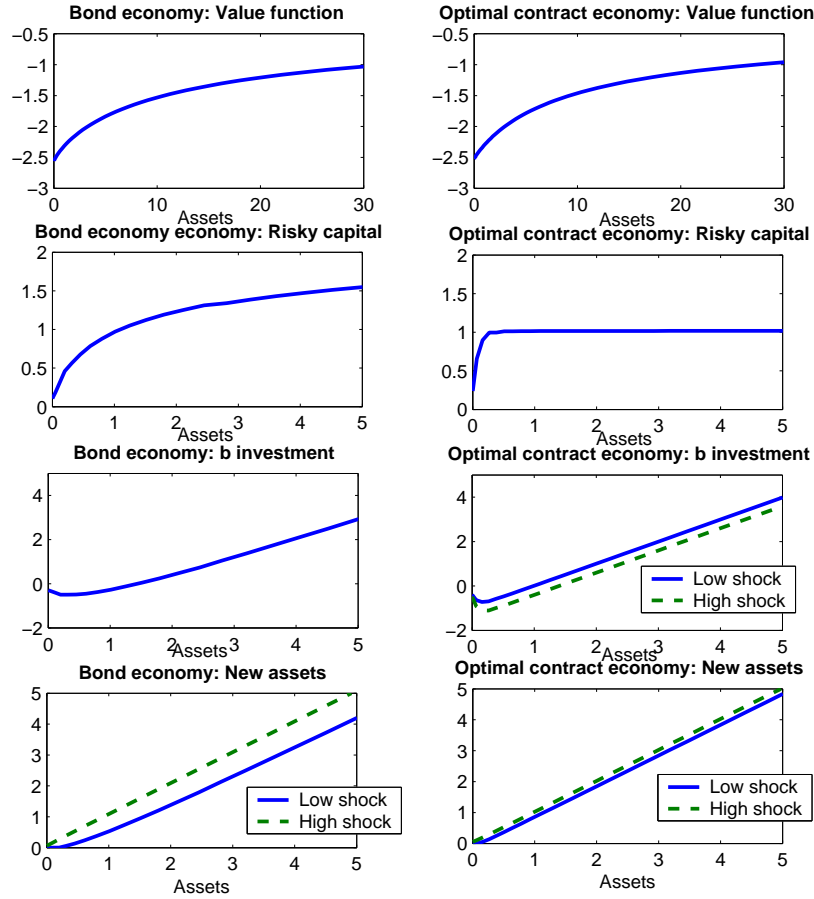 Bond economy: Value function
−0.5
−1
−1.5
−2
−2.5
−3
0 10 20 30
Assets
Optimal contract economy: Value function
−0.5
−1
−1.5
−2
−2.5
−3
0 10 20 30
Assets
Bond economy economy: Risky capital
2
1.5
1
0.5
0
0 1 2 3 4 5
Assets
Optimal contract economy: Risky capital
2
1.5
1
0.5
0
0 1 2 3 4 5
Assets
Bond economy: b investment
4
2
0
−2
0 1 2 3 4 5
Assets
Optimal contract economy: b investment
4
2
0
−2
Low shock
High shock
0 1 2 3 4 5
Assets
Bond economy: New assets
5
4
3
2
1
0
Low shock
High shock
0 1 2 3 4 5
Assets
Optimal contract economy: New assets
5
4
3
2
1
0
Low shock
High shock
0 1 2 3 4 5
Assets